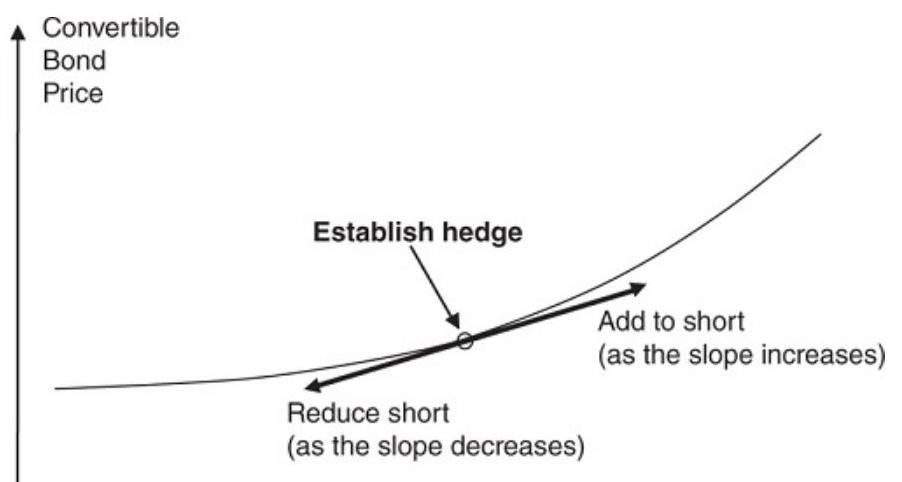 Convertible
Bond
Price
Establish hedge
Add to short
(as the slope increases)
Reduce short
(as the slope decreases)